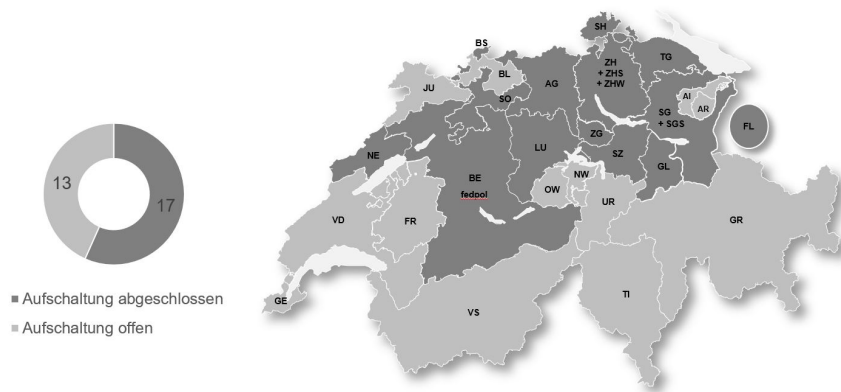 13
17
Aufschaltung abgeschlossen
Aufschaltung offen
SH
BS
BL
JU
SO
AG
ZH
+ ZHS
+ ZHW
TG
AI
AR
SG
+ SGS
FL
NE
BE
fedpol
LU
ZG
SZ
GL
NW
OW
UR
VD
FR
GR
GE
VS
TI